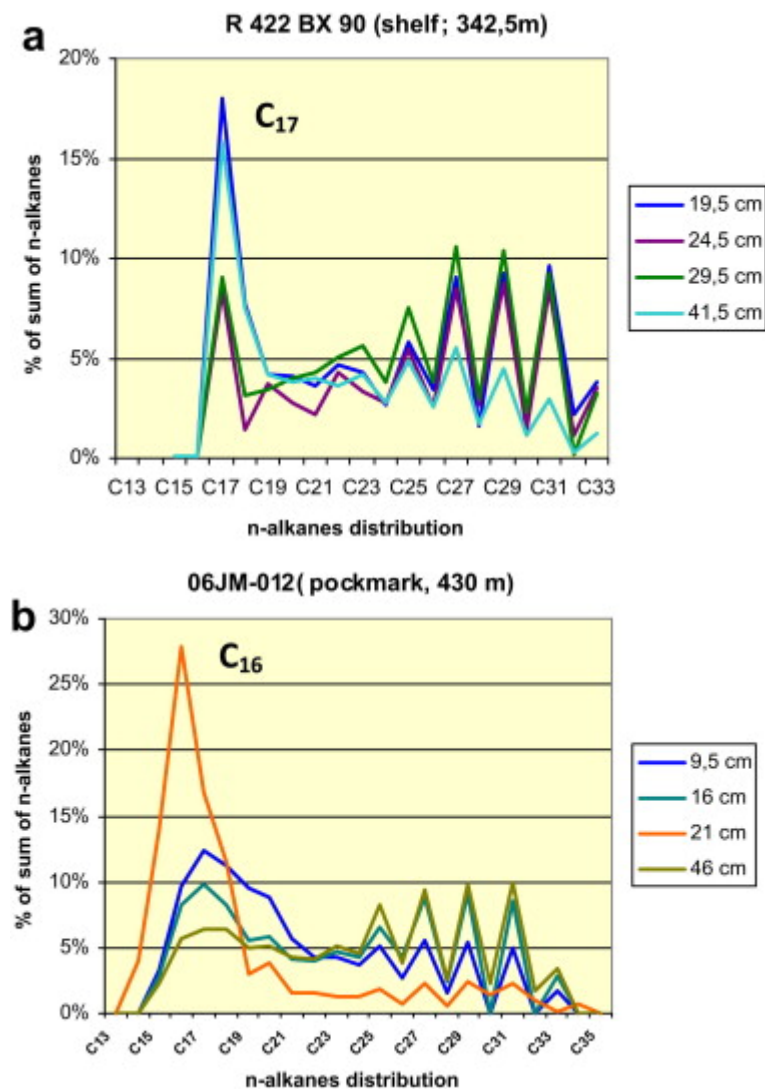 a
R 422 BX 90 (shelf; 342,5m)
20%
15%
10%
5%
0%
% of sum of n-alkanes
C₁₇
C13 C15 C17 C19 C21 C23 C25 C27 C29 C31 C33
n-alkanes distribution
19,5 cm
24,5 cm
29,5 cm
41,5 cm
b
06JM-012( pockmark, 430 m)
30%
25%
20%
15%
10%
5%
0%
% of sum of n-alkanes
C₁₆
C13 C15 C17 C19 C21 C23 C25 C27 C29 C31 C33 C35
n-alkanes distribution
9,5 cm
16 cm
21 cm
46 cm